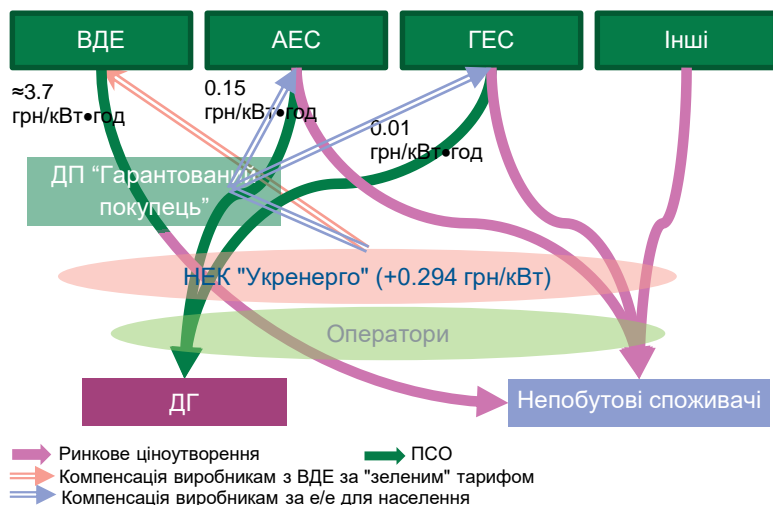 ВДЕ
АЕС
ГЕС
Інші
≈3.7
грн/кВт•год
0.15
грн/кВт•год
0.01
грн/кВт•год
ДП “Гарантований
покупець”
НЕК "Укренерго" (+0.294 грн/кВт)
Оператори
ДГ
Непобутові споживачі
Ринкове ціноутворення
ПСО
Компенсація виробникам з ВДЕ за "зеленим" тарифом
Компенсація виробникам за е/е для населення